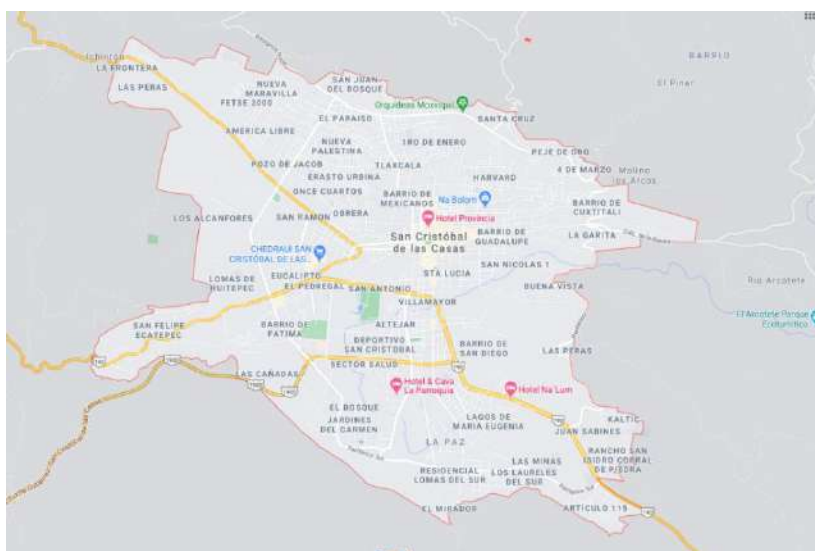 LA FRONTERA
LAS PERAS
NUEVA
MARAVILLA
FETSE 2000
SAN JUAN
DEL BOSQUE
BARRIO
El Pinar
Orquideas Moxviquil
SANTA CRUZ
EL PARAISO
AMERICA LIBRE
NUEVA
PALESTINA
1RO DE ENERO
PEJE DE ORO
POZO DE JACOB
TLAXCALA
4 DE MARZO
Molino
los Arcos
ERASTO URBINA
HARVARD
ONCE CUARTOS
BARRIO DE
MEXICANOS
Na Bolom
BARRIO DE
CUXTITALI
LOS ALCANFORES
SAN RAMON
OBRERA
Hotel Provincia
San Cristóbal
de las Casas
BARRIO DE
GUADALUPE
LA GARITA
CHEDRAUI SAN
CRISTÓBAL DE LAS...
SAN NICOLAS 1
LOMAS DE
HUITEPEC
EUCALIPTO
STA LUCIA
EL PEDREGAL
SAN ANTONIO
BUENA VISTA
Rio Arcotete
VILLAMAYOR
SAN FELIPE
ECATEPEC
BARRIO DE
FATIMA
ALTEJAR
El Arcotete Parque
Ecoturístico
DEPORTIVO
SAN CRISTÓBAL
BARRIO DE
SAN DIEGO
LAS PERAS
LAS CAÑADAS
SECTOR SALUD
190
Hotel & Cava
La Parroquia
Hotel Na'Lum
EL BOSQUE
JARDINES
DEL CARMEN
LAGOS DE
MARIA EUGENIA
KALTIC
JUAN SABINES
LA PAZ
RANCHO SAN
ISIDRO CORRAL
DE PIEDRA
RESIDENCIAL
LOMAS DEL SUR
LAS MINAS
LOS LAURELES
DEL SUR
Periferico Sur
EL MIRADOR
ARTÍCULO 115